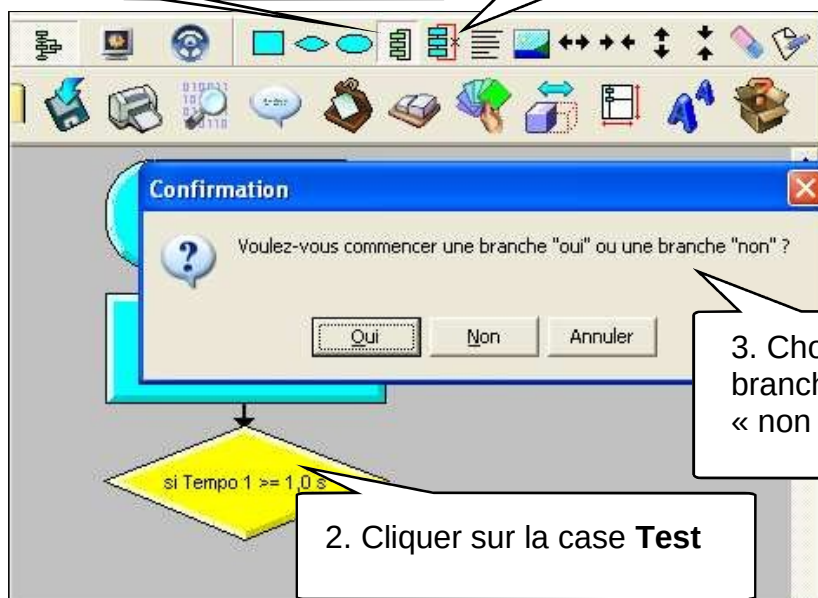 Confirmation
Voulez-vous commencer une branche "oui" ou une branche "non" ?
Oui
Non
Annuler
3. Cho
branch
« non
si Tempo 1 >= 1,0 s
2. Cliquer sur la case Test